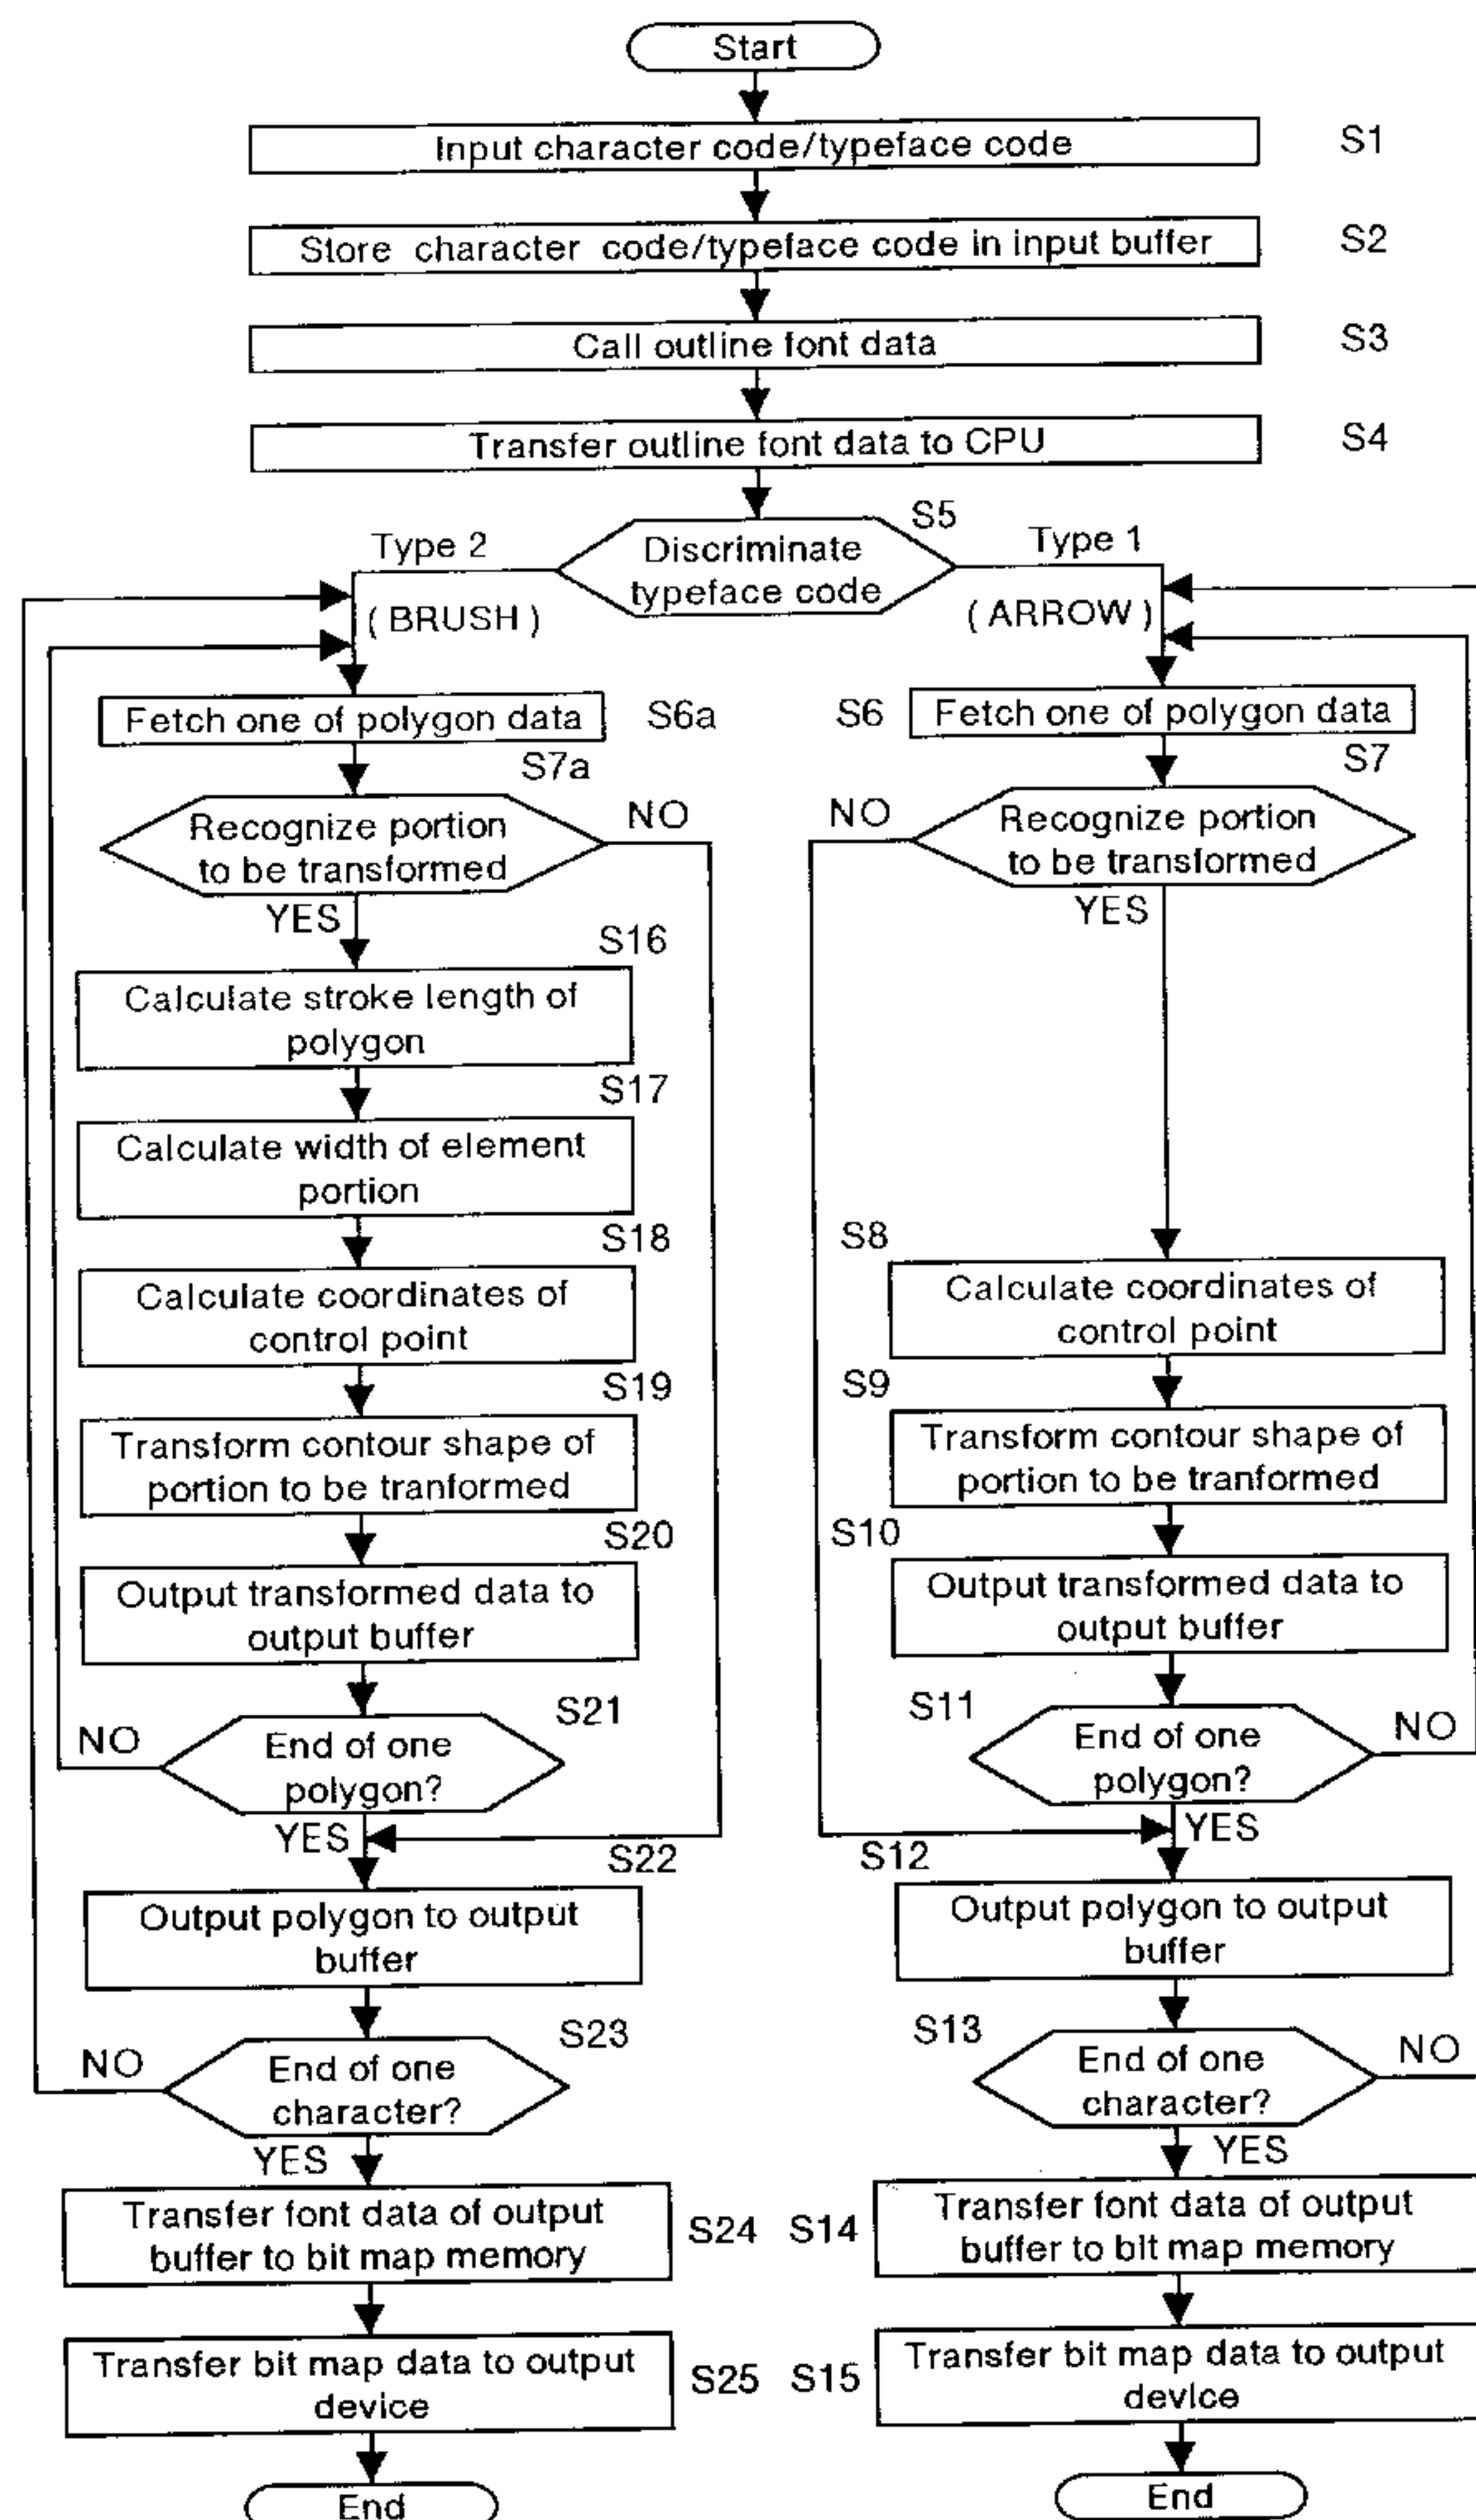 Start
Input character code/typeface code
S1
Store character code/typeface code in input buffer
S2
Call outline font data
S3
Transfer outline font data to CPU
S4
S5
Discriminate
typeface code
Type 2
(BRUSH)
Type 1
(ARROW)
Fetch one of polygon data
S6a
S7a
Recognize portion
to be transformed
NO
YES
S16
Calculate stroke length of
polygon
S17
Calculate width of element
portion
S18
Calculate coordinates of
control point
S19
Transform contour shape of
portion to be tranformed
S20
Output transformed data to
output buffer
S21
End of one
polygon?
NO
YES
S22
Output polygon to output
buffer
S23
End of one
character?
NO
YES
Transfer font data of output
buffer to bit map memory
S24
Transfer bit map data to output
device
S25
End
S6
Fetch one of polygon data
S7
Recognize portion
to be transformed
NO
YES
S8
Calculate coordinates of
control point
S9
Transform contour shape of
portion to be tranformed
S10
Output transformed data to
output buffer
S11
End of one
polygon?
NO
YES
S12
Output polygon to output
buffer
S13
End of one
character?
NO
YES
S14
Transfer font data of output
buffer to bit map memory
S15
Transfer bit map data to output
device
End